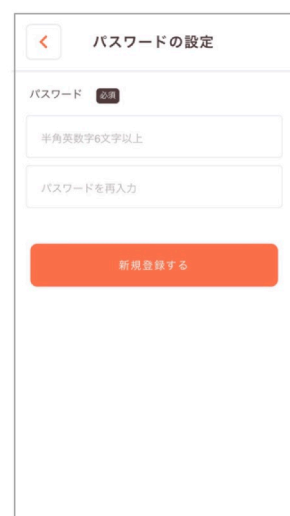 パスワードの設定
パスワード 必須
半角英数字6文字以上
パスワードを再入力
新規登録する